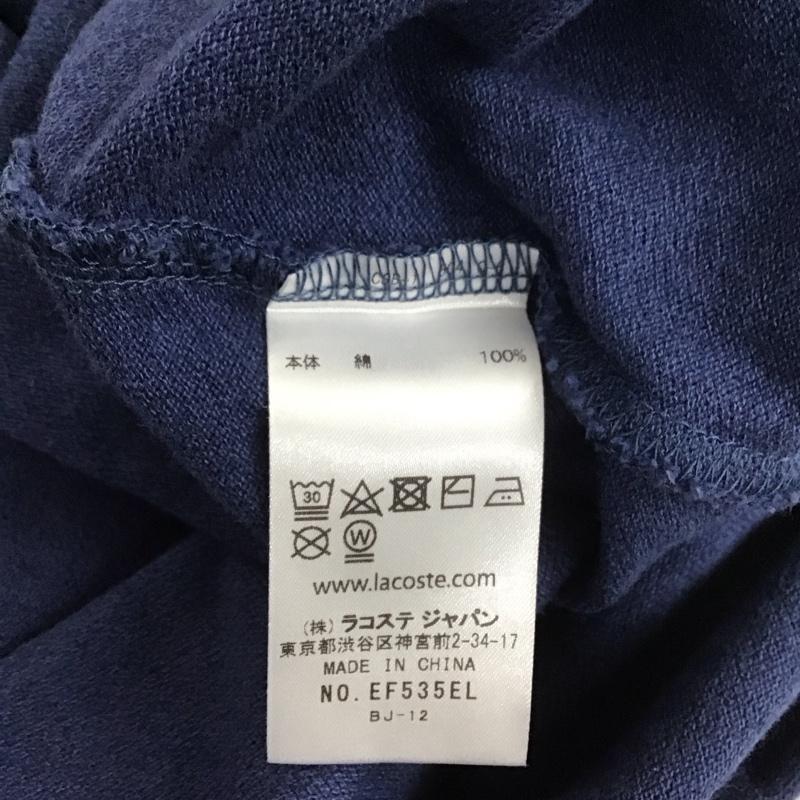 本体 綿 100%
30
W
www.lacoste.com
(株) ラコステ ジャパン
東京都渋谷区神宮前2-34-17
MADE IN CHINA
NO. EF535EL
BJ-12